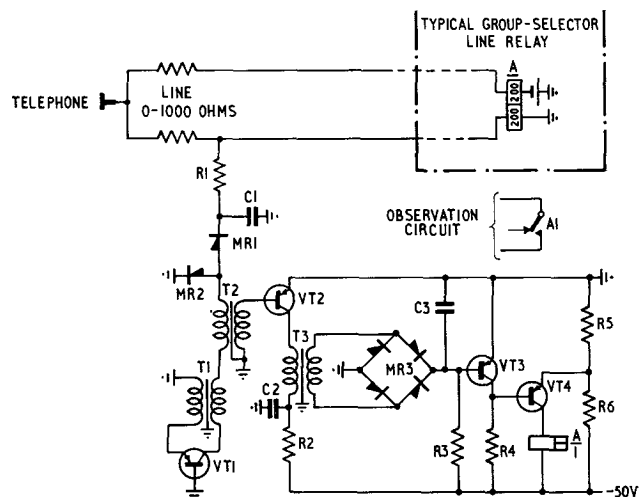 TYPICAL GROUP-SELECTOR
LINE RELAY
A
200 200
TELEPHONE
LINE
0-1000 OHMS
R1
C1
OBSERVATION
CIRCUIT
A1
MR1
MR2
T2
VT2
C3
R5
T3
T1
MR3
VT3
VT4
C2
R6
R2
R3
R4
A
1
VT1
-50V